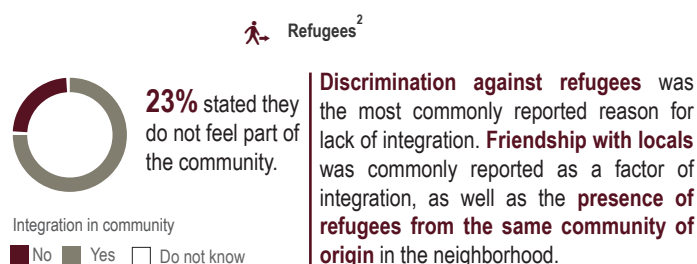 Refugees2
23% stated they
do not feel part of
the community.
Discrimination against refugees was
the most commonly reported reason for
lack of integration. Friendship with locals
was commonly reported as a factor of
integration, as well as the presence of
refugees from the same community of
origin in the neighborhood.
Integration in community
No Yes Do not know